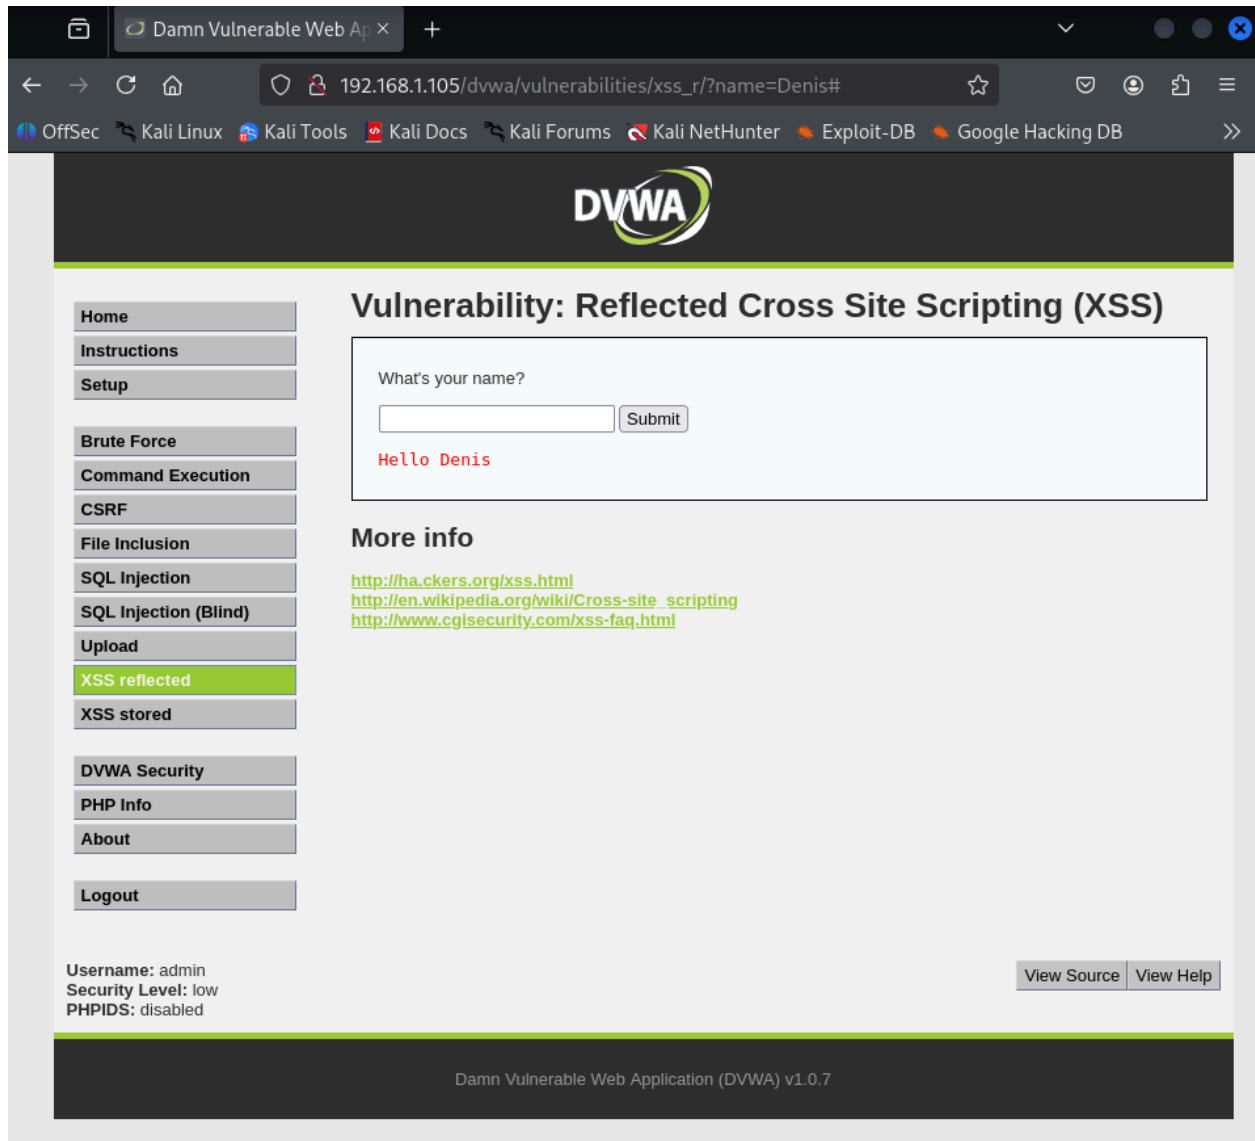 Damn Vulnerable Web Ap
192.168.1.105/dvwa/vulnerabilities/xss_r/?name=Denis#
OffSec Kali Linux Kali Tools Kali Docs Kali Forums Kali NetHunter Exploit-DB Google Hacking DB
DVWA
Home
Instructions
Setup
Brute Force
Command Execution
CSRF
File Inclusion
SQL Injection
SQL Injection (Blind)
Upload
XSS reflected
XSS stored
DVWA Security
PHP Info
About
Logout
Vulnerability: Reflected Cross Site Scripting (XSS)
What's your name?
Submit
Hello Denis
More info
http://ha.ckers.org/xss.html
http://en.wikipedia.org/wiki/Cross-site_scripting
http://www.cgisecurity.com/xss-faq.html
Username: admin
Security Level: low
PHPIDS: disabled
View Source View Help
Damn Vulnerable Web Application (DVWA) v1.0.7